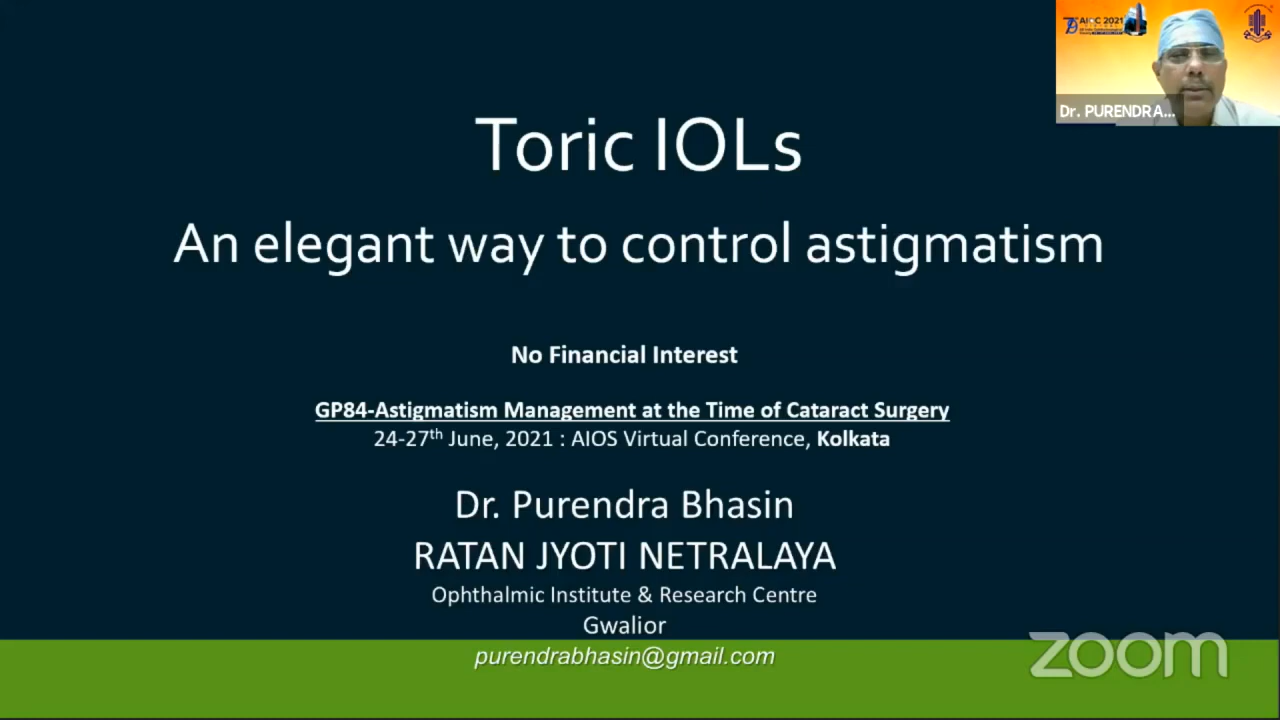 AIOC 2021
Dr. PURENDRA...
Toric IOLs
An elegant way to control astigmatism
No Financial Interest
GP84-Astigmatism Management at the Time of Cataract Surgery
24-27th June, 2021 : AIOS Virtual Conference, Kolkata
Dr. Purendra Bhasin
RATAN JYOTI NETRALAYA
Ophthalmic Institute & Research Centre
Gwalior
purendrabhasin@gmail.com
zoom